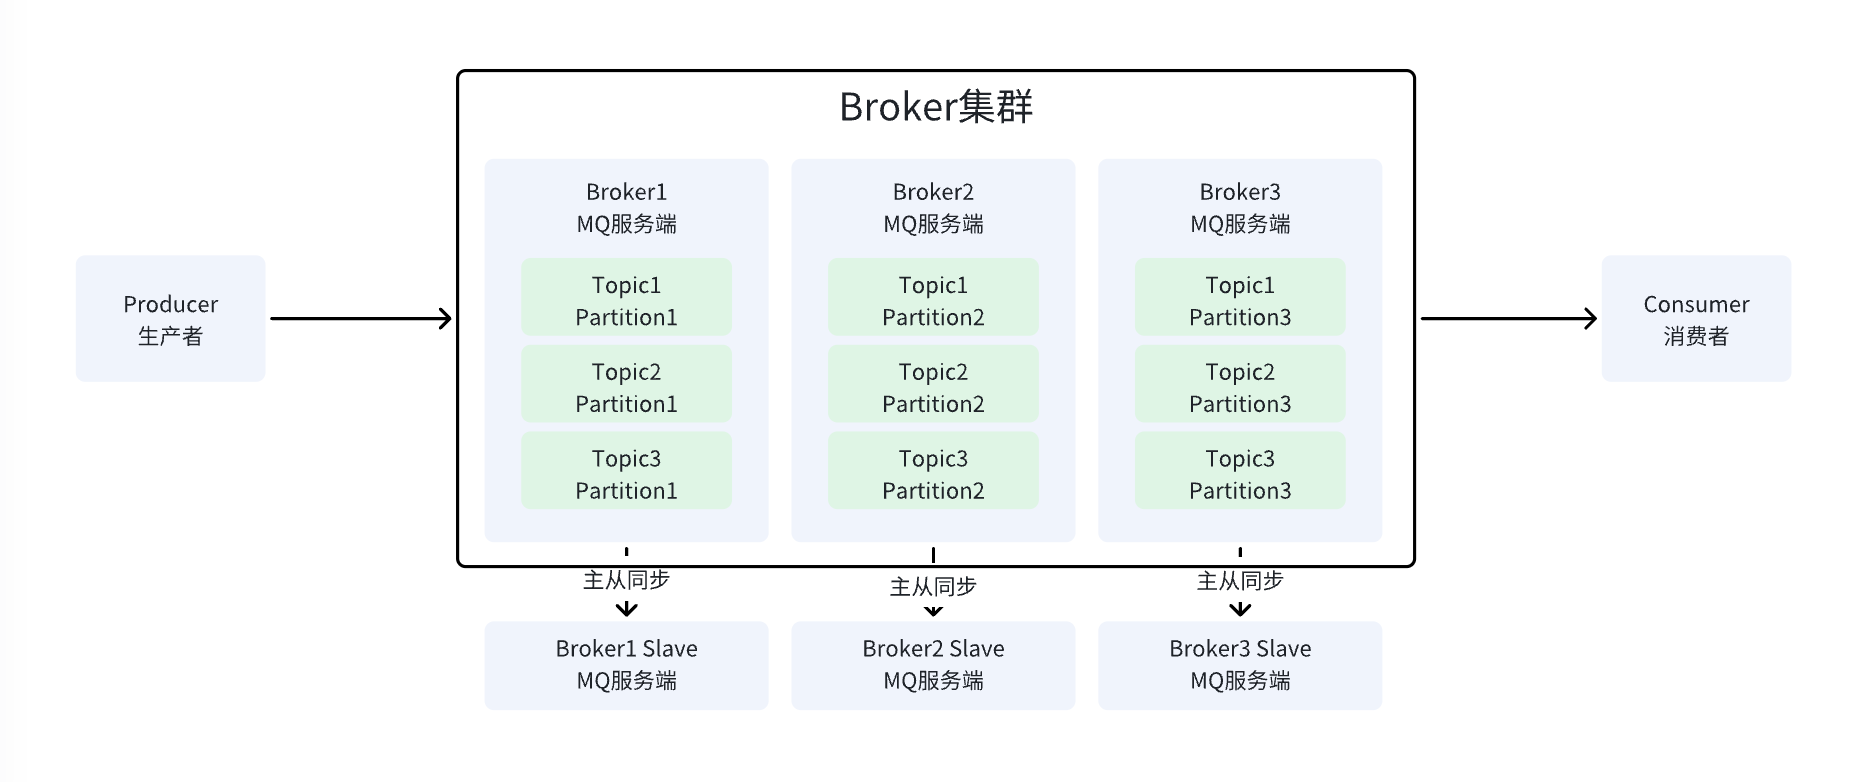 Broker集群
Producer
生产者
Broker1
MQ服务端
Topic1
Partition1
Topic2
Partition1
Topic3
Partition1
Broker2
MQ服务端
Topic1
Partition2
Topic2
Partition2
Topic3
Partition2
Broker3
MQ服务端
Topic1
Partition3
Topic2
Partition3
Topic3
Partition3
Consumer
消费者
主从同步
主从同步
主从同步
Broker1 Slave
MQ服务端
Broker2 Slave
MQ服务端
Broker3 Slave
MQ服务端